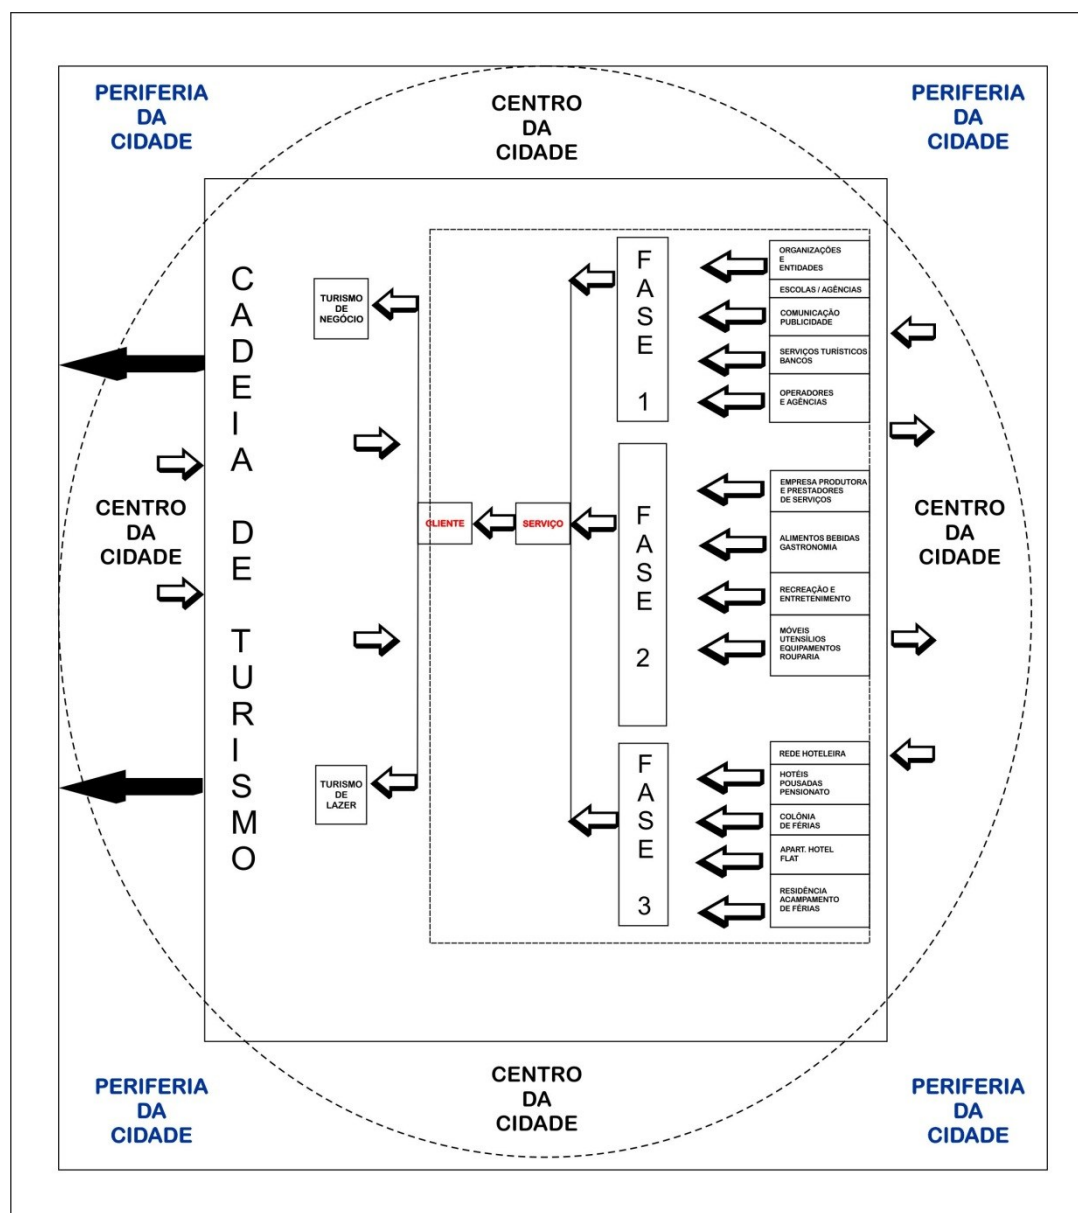 PERIFERIA
DA
CIDADE
CENTRO
DA
CIDADE
PERIFERIA
DA
CIDADE
CADEIA DE TURISMO
TURISMO
DE
NEGÓCIO
CLIENTE
SERVIÇO
TURISMO
DE
LAZER
FASE 1
ORGANIZAÇÕES
E
ENTIDADES
ESCOLAS / AGÊNCIAS
COMUNICAÇÃO
PUBLICIDADE
SERVIÇOS TURÍSTICOS
BANCOS
OPERADORES
E AGÊNCIAS
FASE 2
EMPRESA PRODUTORA
E PRESTADORES
DE SERVIÇOS
ALIMENTOS BEBIDAS
GASTRONOMIA
RECREAÇÃO E
ENTRETENIMENTO
MÓVEIS
UTENSÍLIOS
EQUIPAMENTOS
ROUPARIA
FASE 3
REDE HOTELEIRA
HOTÉIS
POUSADAS
PENSIONATO
COLÔNIA
DE FÉRIAS
APART. HOTEL
FLAT
RESIDÊNCIA
ACAMPAMENTO
DE FÉRIAS
CENTRO
DA
CIDADE
CENTRO
DA
CIDADE
PERIFERIA
DA
CIDADE
CENTRO
DA
CIDADE
PERIFERIA
DA
CIDADE